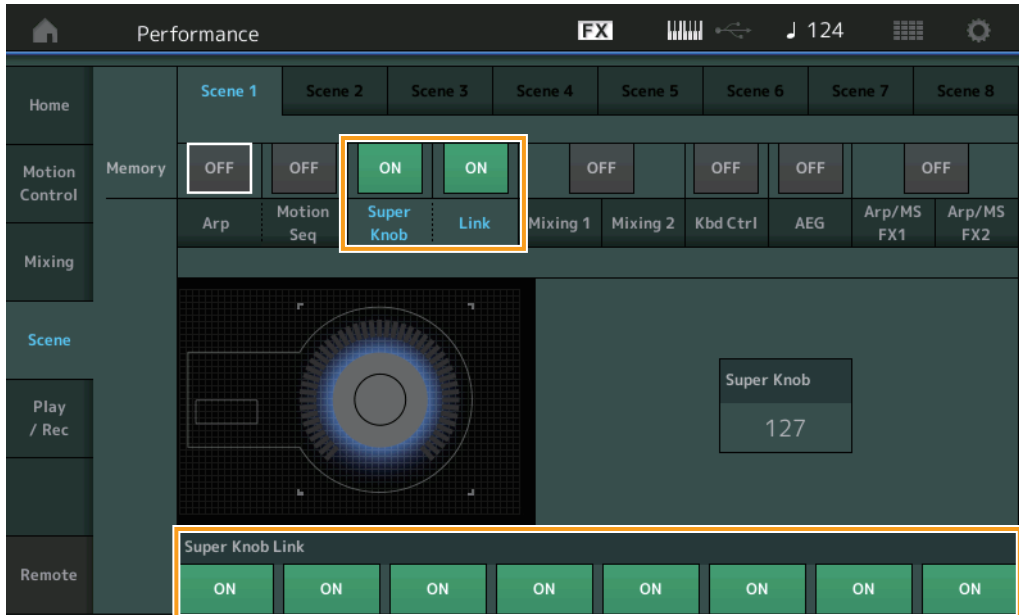 Performance FX ♩ 124
Scene 1 Scene 2 Scene 3 Scene 4 Scene 5 Scene 6 Scene 7 Scene 8
Home
Memory OFF OFF ON ON OFF OFF OFF OFF
Motion
Control
Arp Motion Seq Super Knob Link Mixing 1 Mixing 2 Kbd Ctrl AEG Arp/MS FX1 Arp/MS FX2
Mixing
Scene
Super Knob
127
Play
/ Rec
Super Knob Link
Remote
ON ON ON ON ON ON ON ON